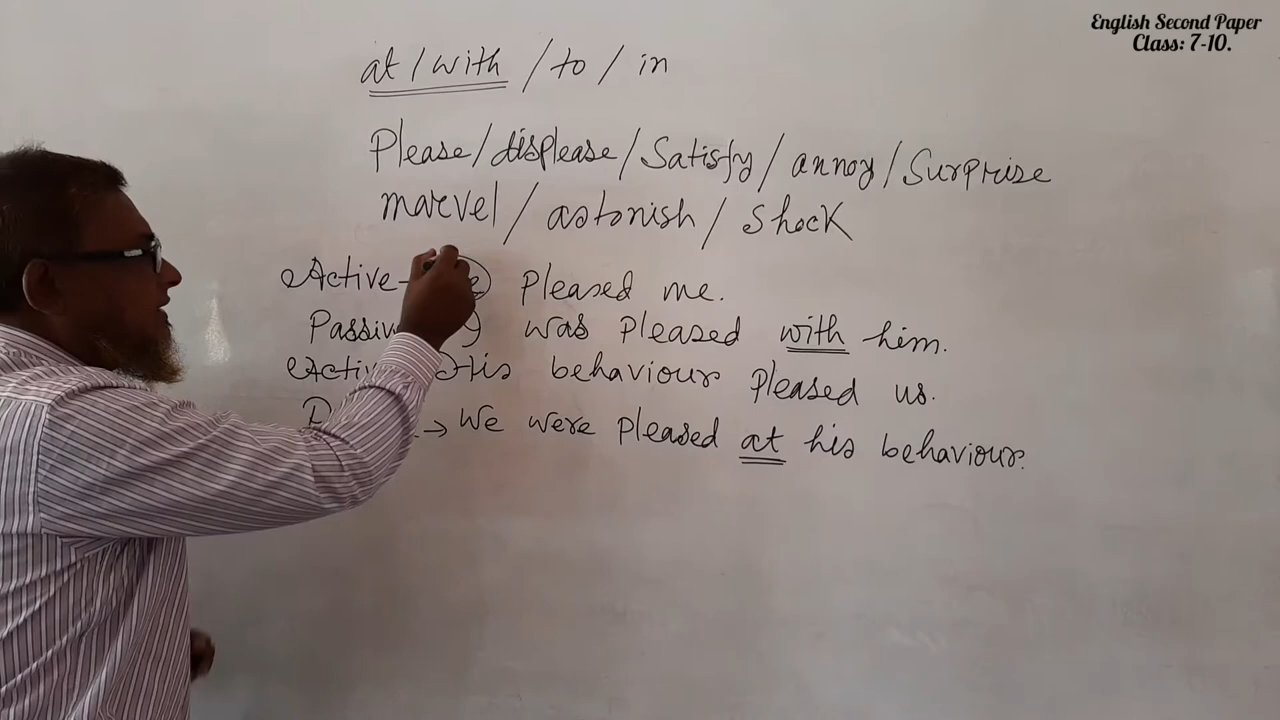 English Second Paper
Class: 7-10.
at / with / to / in
Please/displease/Satisfy/annoy/Surprise
marvel/astonish/Shock
Active- pleased me.
Passiv I was pleased with him.
Activ His behaviour pleased us.
P → We were pleased at his behaviour.